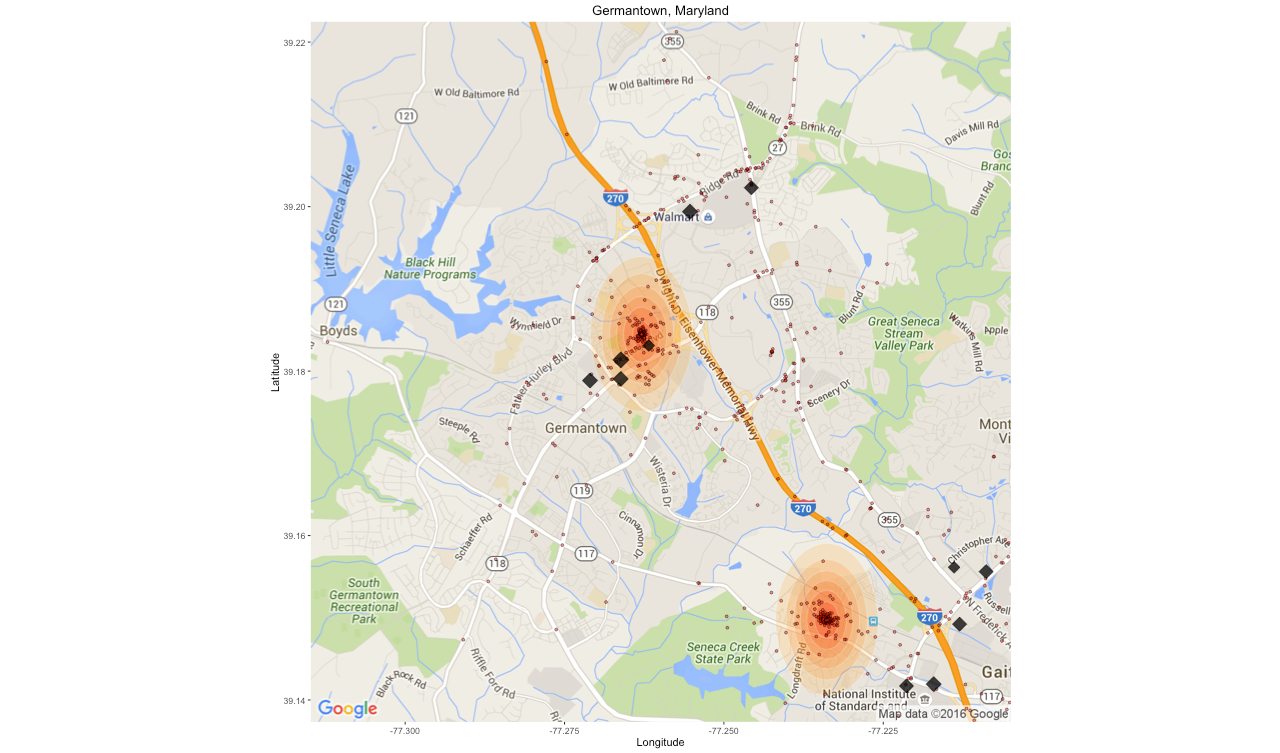 Germantown, Maryland
39.22
355
W Old Baltimore Rd
W Old Baltimore Rd
121
Brink Rd
Brink Rd
Davis Mill Rd
27
Gos
Branc
Ridge Rd
270
Blunt Rd
39.20
Walmart
Little Seneca Lake
Black Hill
Nature Programs
121
355
118
Blunt Rd
Dwight D. Eisenhower Memorial Hwy
Boyds
Wynnfield Dr
Great Seneca
Stream
Valley Park
Watkins Mill Rd
Apple
Latitude
39.18
Father Hurley Blvd
Scenery Dr
Steeple Rd
Germantown
Mont
Vi
Wisteria Dr
119
270
355
Cinnamon Dr
Schaeffer Rd
39.16
Christopher Av
117
118
South
Germantown
Recreational
Park
Russell
N Frederick A
270
Seneca Creek
State Park
Longdraft Rd
Riffle Ford Rd
Black Rock Rd
Gait
National Institute
of Standards and
117
39.14
Google
Ri
Map data ©2016 Google
-77.300
-77.275
-77.250
-77.225
Longitude